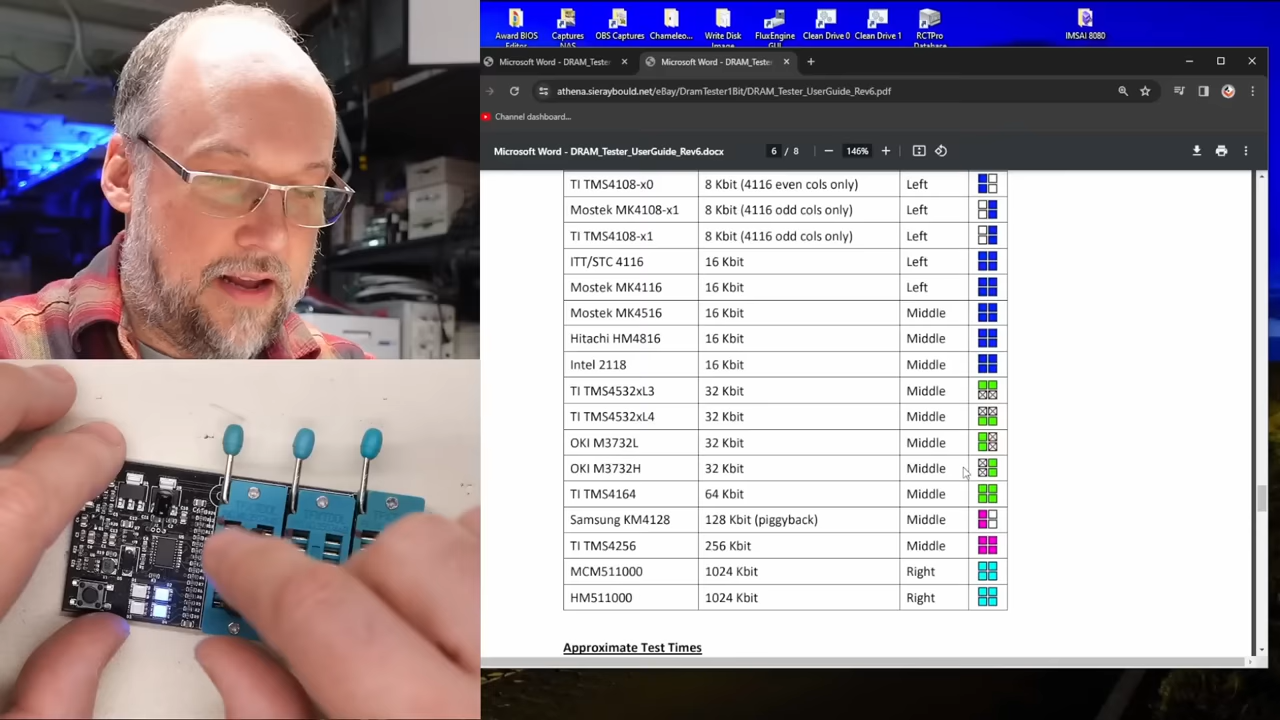 Award BIOS
Editor
Captures
NAS
OBS Captures
Chameleo...
Write Disk
Image
FluxEngine
GUI
Clean Drive 0
Clean Drive 1
RCTPro
Database
IMSAI 8080
Microsoft Word - DRAM_Teste
Microsoft Word - DRAM_Teste
athena.sieraybould.net/eBay/DramTester1Bit/DRAM_Tester_UserGuide_Rev6.pdf
Channel dashboard...
Microsoft Word - DRAM_Tester_UserGuide_Rev6.docx 6 / 8 146%
TI TMS4108-x0 8 Kbit (4116 even cols only) Left
Mostek MK4108-x1 8 Kbit (4116 odd cols only) Left
TI TMS4108-x1 8 Kbit (4116 odd cols only) Left
ITT/STC 4116 16 Kbit Left
Mostek MK4116 16 Kbit Left
Mostek MK4516 16 Kbit Middle
Hitachi HM4816 16 Kbit Middle
Intel 2118 16 Kbit Middle
TI TMS4532xL3 32 Kbit Middle
TI TMS4532xL4 32 Kbit Middle
OKI M3732L 32 Kbit Middle
OKI M3732H 32 Kbit Middle
TI TMS4164 64 Kbit Middle
Samsung KM4128 128 Kbit (piggyback) Middle
TI TMS4256 256 Kbit Middle
MCM511000 1024 Kbit Right
HM511000 1024 Kbit Right
Approximate Test Times